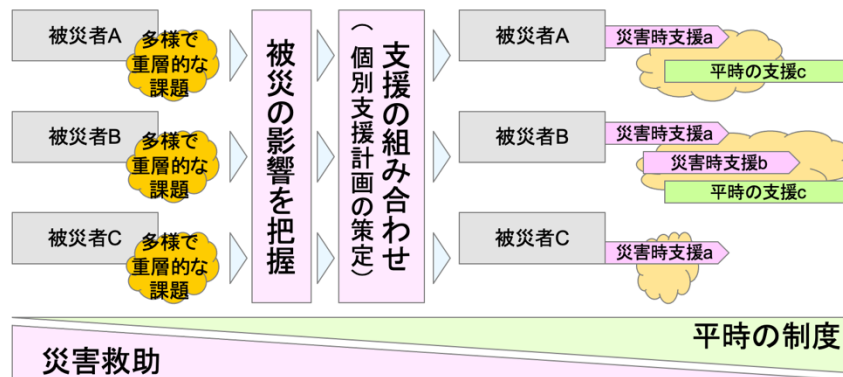 被災者A
多様で
重層的な
課題
被災者B
多様で
重層的な
課題
被災者C
多様で
重層的な
課題
被災の影響を把握
支援の組み合わせ
(個別支援計画の策定)
被災者A
災害時支援a
平時の支援c
被災者B
災害時支援a
災害時支援b
平時の支援c
被災者C
災害時支援a
平時の制度
災害救助